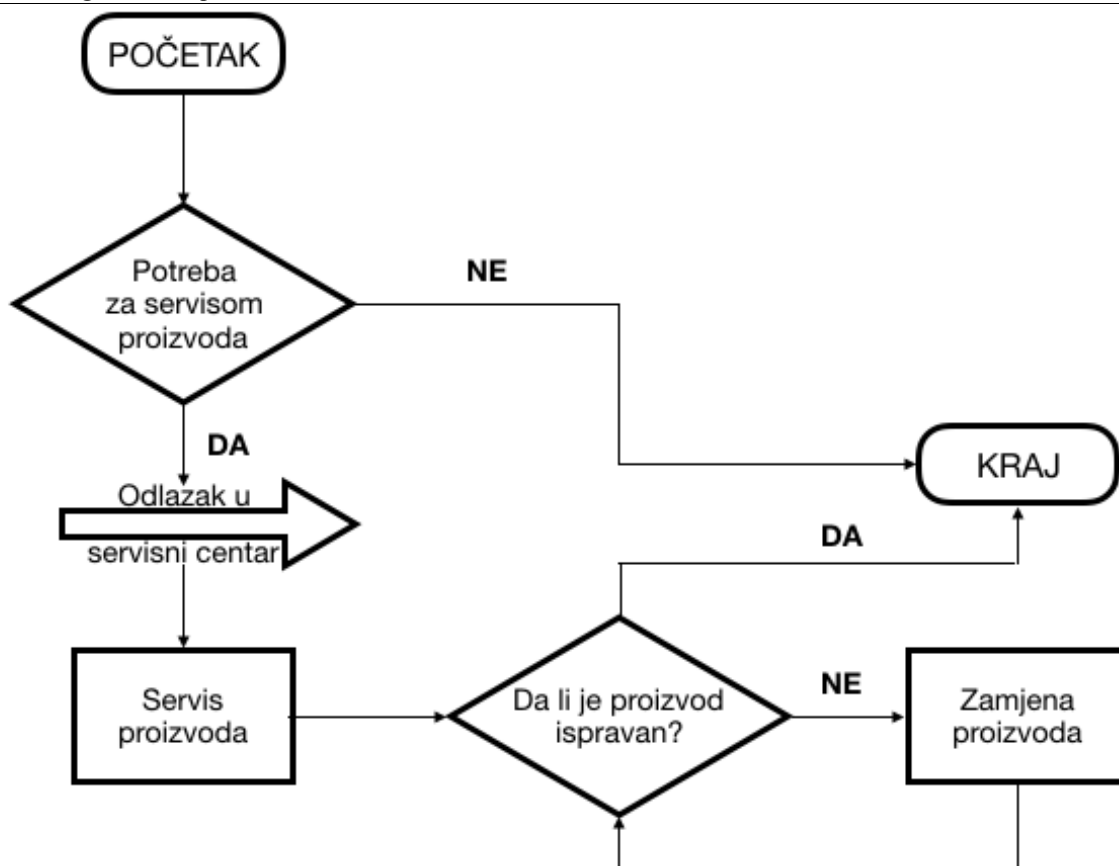 POČETAK
Potreba
za servisom
proizvoda
NE
DA
Odlazak u
servisni centar
KRAJ
DA
Servis
proizvoda
Da li je proizvod
ispravan?
NE
Zamjena
proizvoda